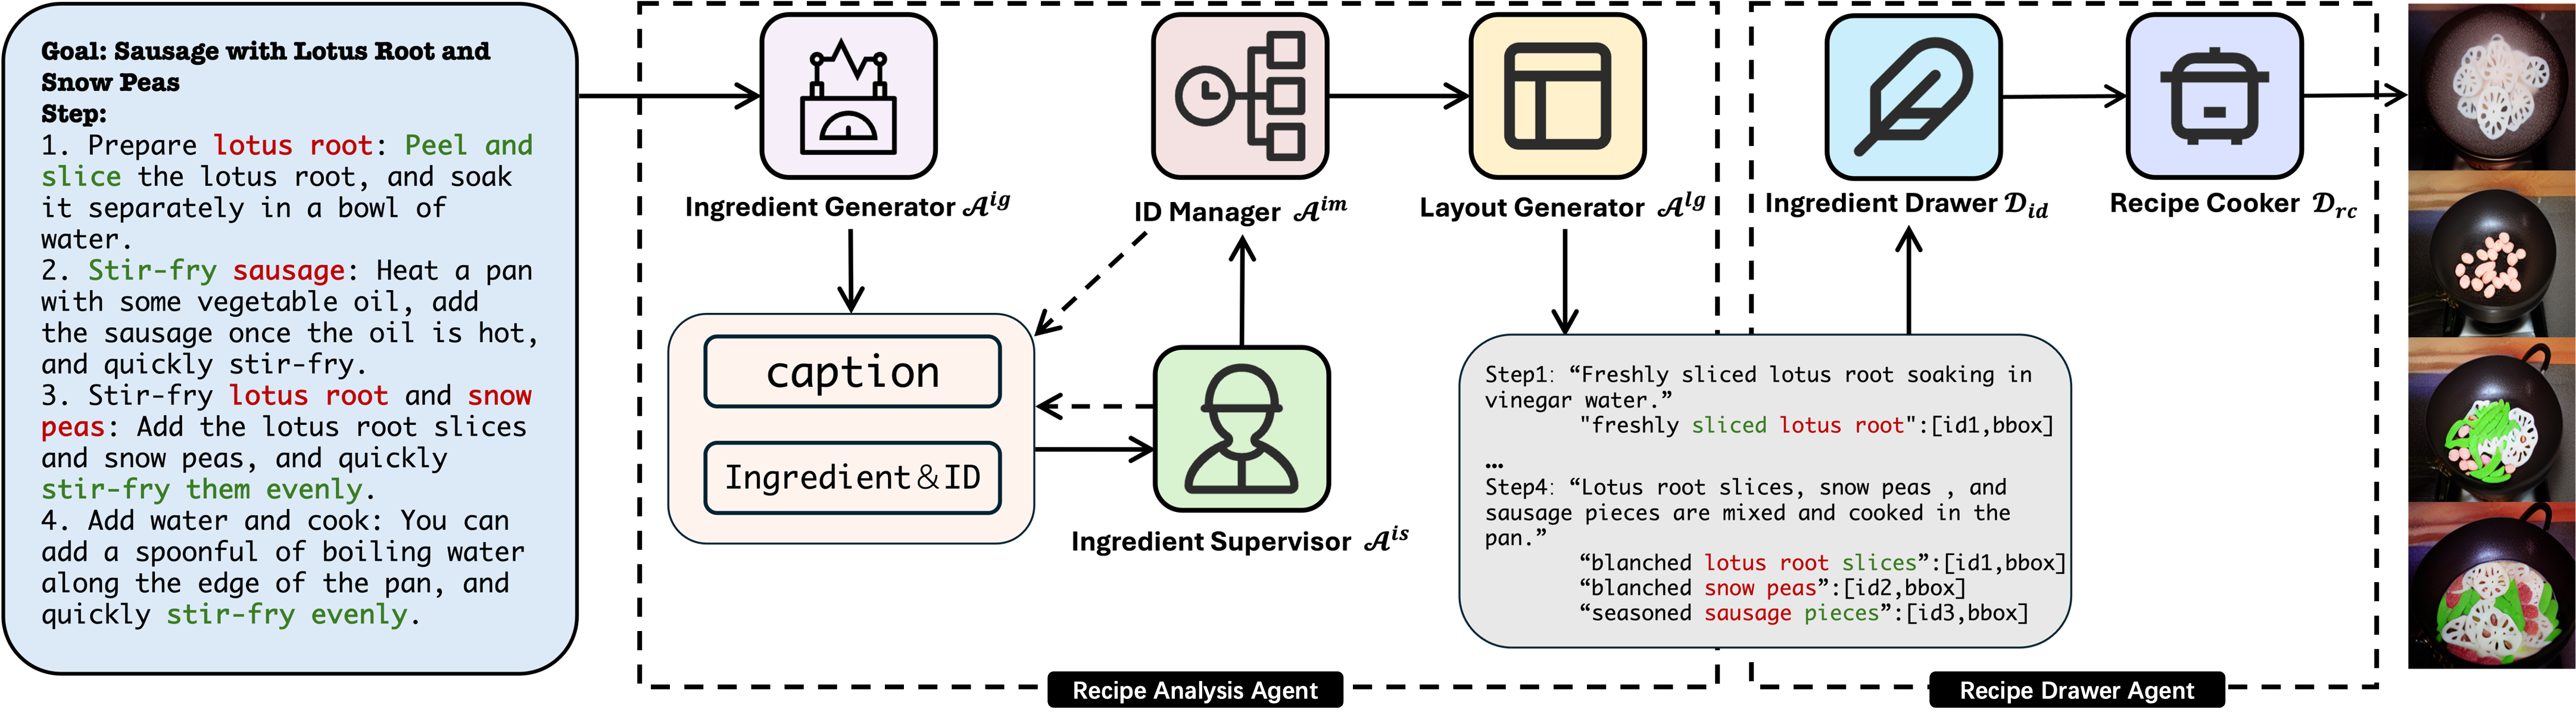 Goal: Sausage with Lotus Root and
Snow Peas
Step:
1. Prepare lotus root: Peel and
slice the lotus root, and soak
it separately in a bowl of
water.
2. Stir-fry sausage: Heat a pan
with some vegetable oil, add
the sausage once the oil is hot,
and quickly stir-fry.
3. Stir-fry lotus root and snow
peas: Add the lotus root slices
and snow peas, and quickly
stir-fry them evenly.
4. Add water and cook: You can
add a spoonful of boiling water
along the edge of the pan, and
quickly stir-fry evenly.
Ingredient Generator 𝒜^ig
caption
Ingredient&ID
ID Manager 𝒜^im
Ingredient Supervisor 𝒜^is
Layout Generator 𝒜^lg
Step1: “Freshly sliced lotus root soaking in
vinegar water.”
"freshly sliced lotus root":[id1,bbox]
…
Step4: “Lotus root slices, snow peas , and
sausage pieces are mixed and cooked in the
pan.”
“blanched lotus root slices”:[id1,bbox]
“blanched snow peas”:[id2,bbox]
“seasoned sausage pieces”:[id3,bbox]
Recipe Analysis Agent
Ingredient Drawer 𝒟_id
Recipe Cooker 𝒟_rc
Recipe Drawer Agent